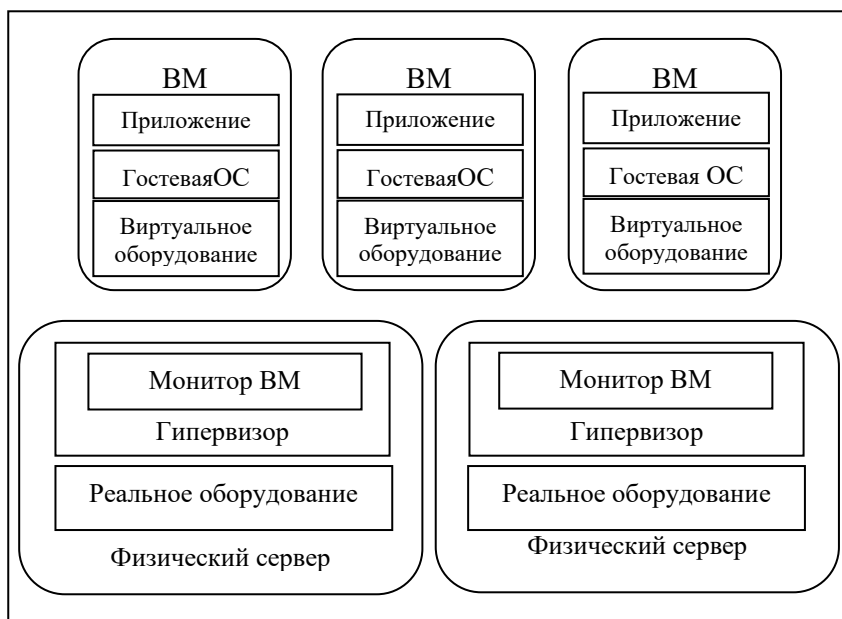 ВМ
Приложение
ГостеваяОС
Виртуальное
оборудование
ВМ
Приложение
ГостеваяОС
Виртуальное
оборудование
ВМ
Приложение
Гостевая ОС
Виртуальное
оборудование
Монитор ВМ
Гипервизор
Реальное оборудование
Физический сервер
Монитор ВМ
Гипервизор
Реальное оборудование
Физический сервер